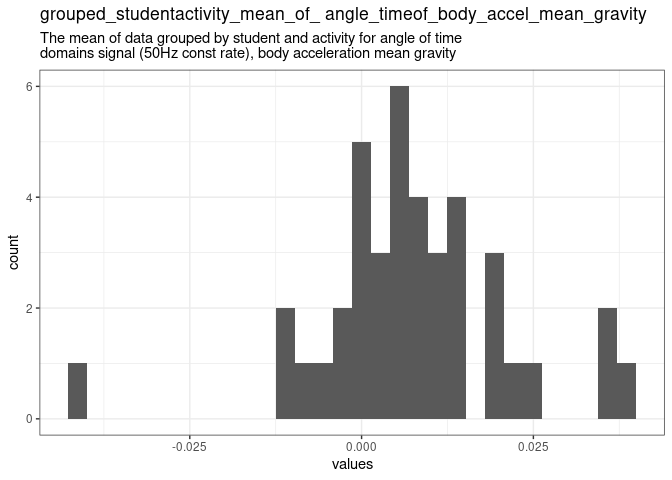 grouped_studentactivity_mean_of_ angle_timeof_body_accel_mean_gravity
The mean of data grouped by student and activity for angle of time
domains signal (50Hz const rate), body acceleration mean gravity
6
4
2
0
count
-0.025
0.000
0.025
values